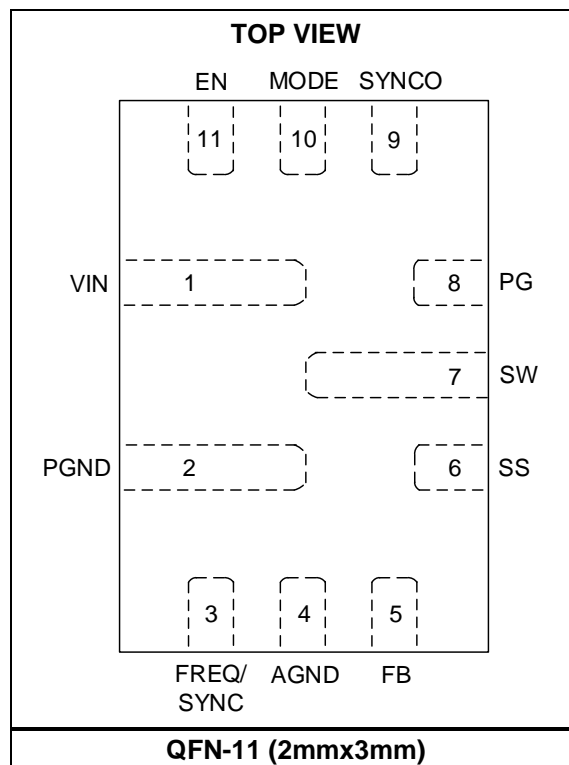 TOP VIEW
EN MODE SYNCO
11 10 9
VIN 1 8 PG
7 SW
PGND 2 6 SS
3 4 5
FREQ/ AGND FB
SYNC
QFN-11 (2mmx3mm)